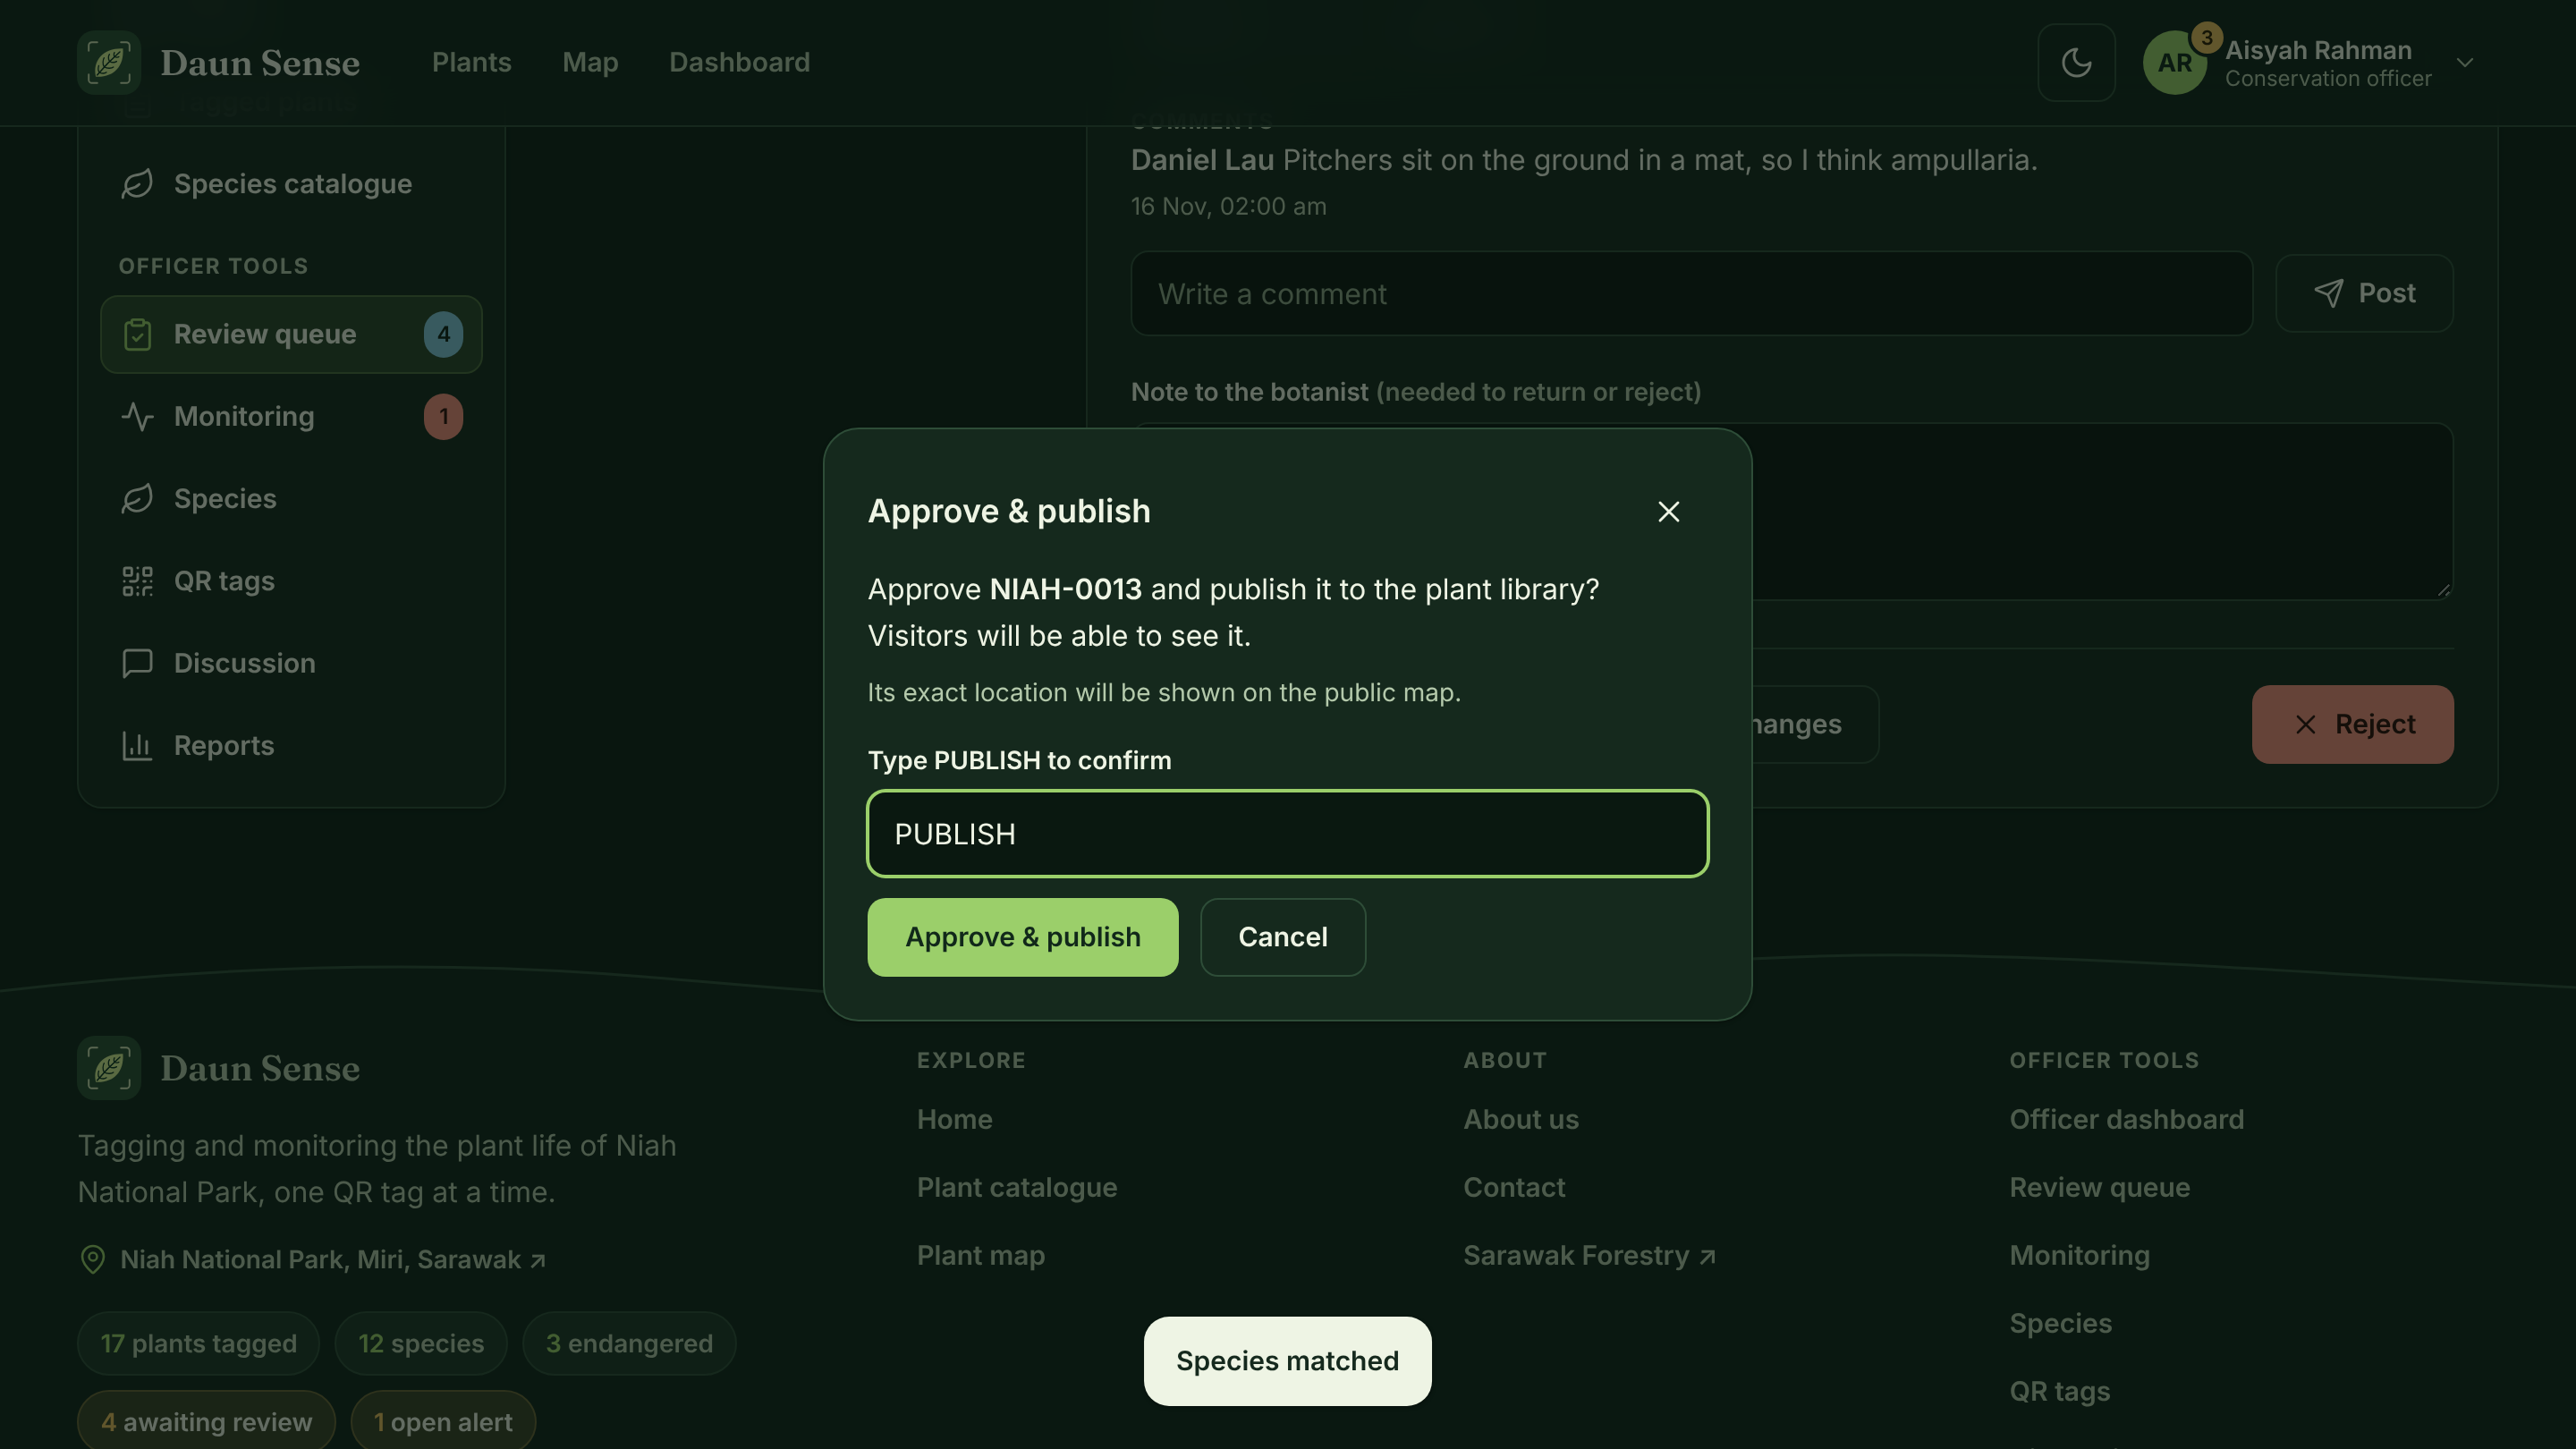 Daun Sense
Plants
Map
Dashboard
AR
3
Aisyah Rahman
Conservation officer
Tagged plants
Species catalogue
OFFICER TOOLS
Review queue
4
Monitoring
1
Species
QR tags
Discussion
Reports
COMMENTS
Daniel Lau Pitchers sit on the ground in a mat, so I think ampullaria.
16 Nov, 02:00 am
Write a comment
Post
Note to the botanist (needed to return or reject)
Reject
Approve & publish
Approve NIAH-0013 and publish it to the plant library?
Visitors will be able to see it.
Its exact location will be shown on the public map.
Type PUBLISH to confirm
PUBLISH
Approve & publish
Cancel
Daun Sense
Tagging and monitoring the plant life of Niah
National Park, one QR tag at a time.
Niah National Park, Miri, Sarawak ↗
17 plants tagged
12 species
3 endangered
4 awaiting review
1 open alert
EXPLORE
Home
Plant catalogue
Plant map
ABOUT
About us
Contact
Sarawak Forestry ↗
OFFICER TOOLS
Officer dashboard
Review queue
Monitoring
Species
QR tags
Species matched